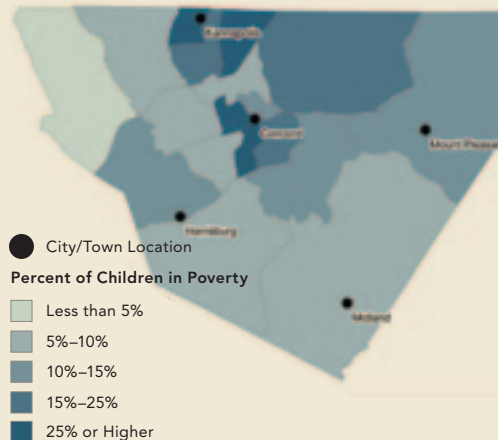 Kannapolis
Concord
Mount Pleasa
Harrisburg
Midland
City/Town Location
Percent of Children in Poverty
Less than 5%
5%–10%
10%–15%
15%–25%
25% or Higher